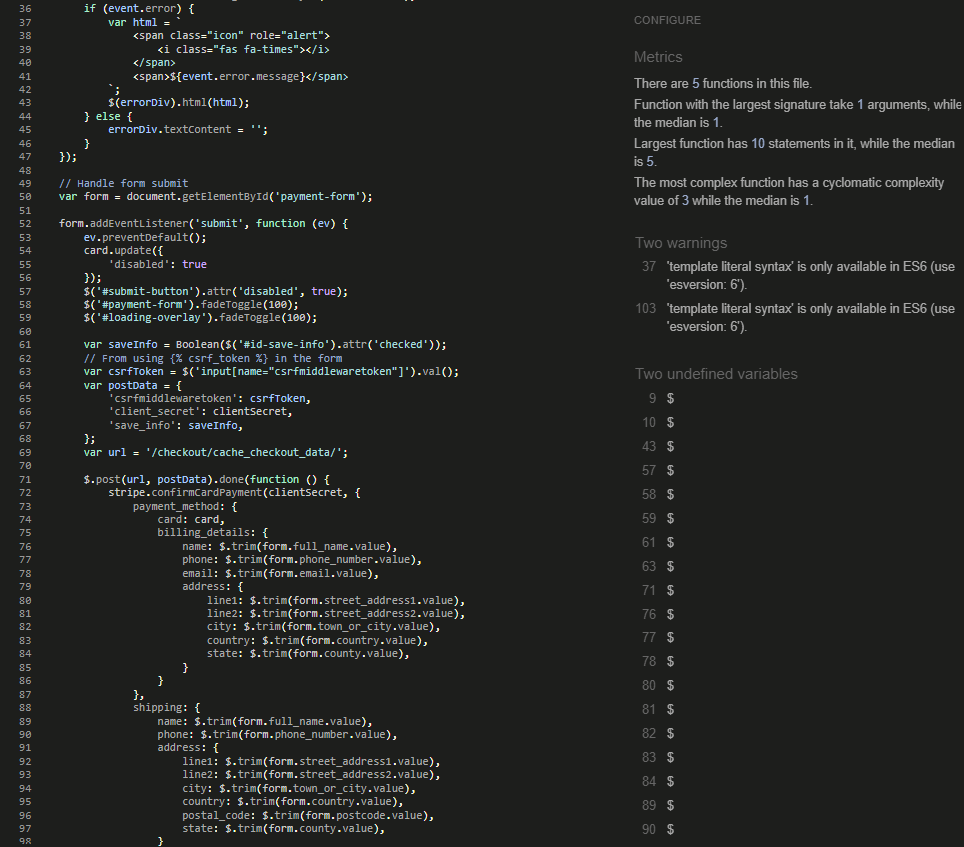 36 if (event.error) {
37 var html = `
38 <span class="icon" role="alert">
39 <i class="fas fa-times"></i>
40 </span>
41 <span>${event.error.message}</span>
42 `;
43 $(errorDiv).html(html);
44 } else {
45 errorDiv.textContent = '';
46 }
47 });
48
49 // Handle form submit
50 var form = document.getElementById('payment-form');
51
52 form.addEventListener('submit', function (ev) {
53 ev.preventDefault();
54 card.update({
55 'disabled': true
56 });
57 $('#submit-button').attr('disabled', true);
58 $('#payment-form').fadeToggle(100);
59 $('#loading-overlay').fadeToggle(100);
60
61 var saveInfo = Boolean($('#id-save-info').attr('checked'));
62 // From using {% csrf_token %} in the form
63 var csrfToken = $('input[name="csrfmiddlewaretoken"]').val();
64 var postData = {
65 'csrfmiddlewaretoken': csrfToken,
66 'client_secret': clientSecret,
67 'save_info': saveInfo,
68 };
69 var url = '/checkout/cache_checkout_data/';
70
71 $.post(url, postData).done(function () {
72 stripe.confirmCardPayment(clientSecret, {
73 payment_method: {
74 card: card,
75 billing_details: {
76 name: $.trim(form.full_name.value),
77 phone: $.trim(form.phone_number.value),
78 email: $.trim(form.email.value),
79 address: {
80 line1: $.trim(form.street_address1.value),
81 line2: $.trim(form.street_address2.value),
82 city: $.trim(form.town_or_city.value),
83 country: $.trim(form.country.value),
84 state: $.trim(form.county.value),
85 }
86 }
87 },
88 shipping: {
89 name: $.trim(form.full_name.value),
90 phone: $.trim(form.phone_number.value),
91 address: {
92 line1: $.trim(form.street_address1.value),
93 line2: $.trim(form.street_address2.value),
94 city: $.trim(form.town_or_city.value),
95 country: $.trim(form.country.value),
96 postal_code: $.trim(form.postcode.value),
97 state: $.trim(form.county.value),
98 }
CONFIGURE
Metrics
There are 5 functions in this file.
Function with the largest signature take 1 arguments, while
the median is 1.
Largest function has 10 statements in it, while the median
is 5.
The most complex function has a cyclomatic complexity
value of 3 while the median is 1.
Two warnings
37 'template literal syntax' is only available in ES6 (use
'esversion: 6').
103 'template literal syntax' is only available in ES6 (use
'esversion: 6').
Two undefined variables
9 $
10 $
43 $
57 $
58 $
59 $
61 $
63 $
71 $
76 $
77 $
78 $
80 $
81 $
82 $
83 $
84 $
89 $
90 $